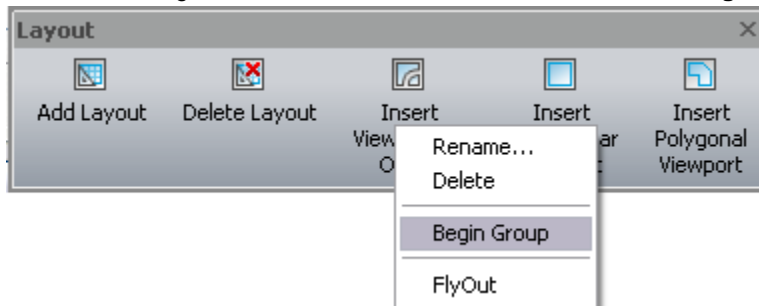 Layout
Add Layout
Delete Layout
Insert
View
O
Insert
ar
Insert
Polygonal
Viewport
Rename...
Delete
Begin Group
FlyOut